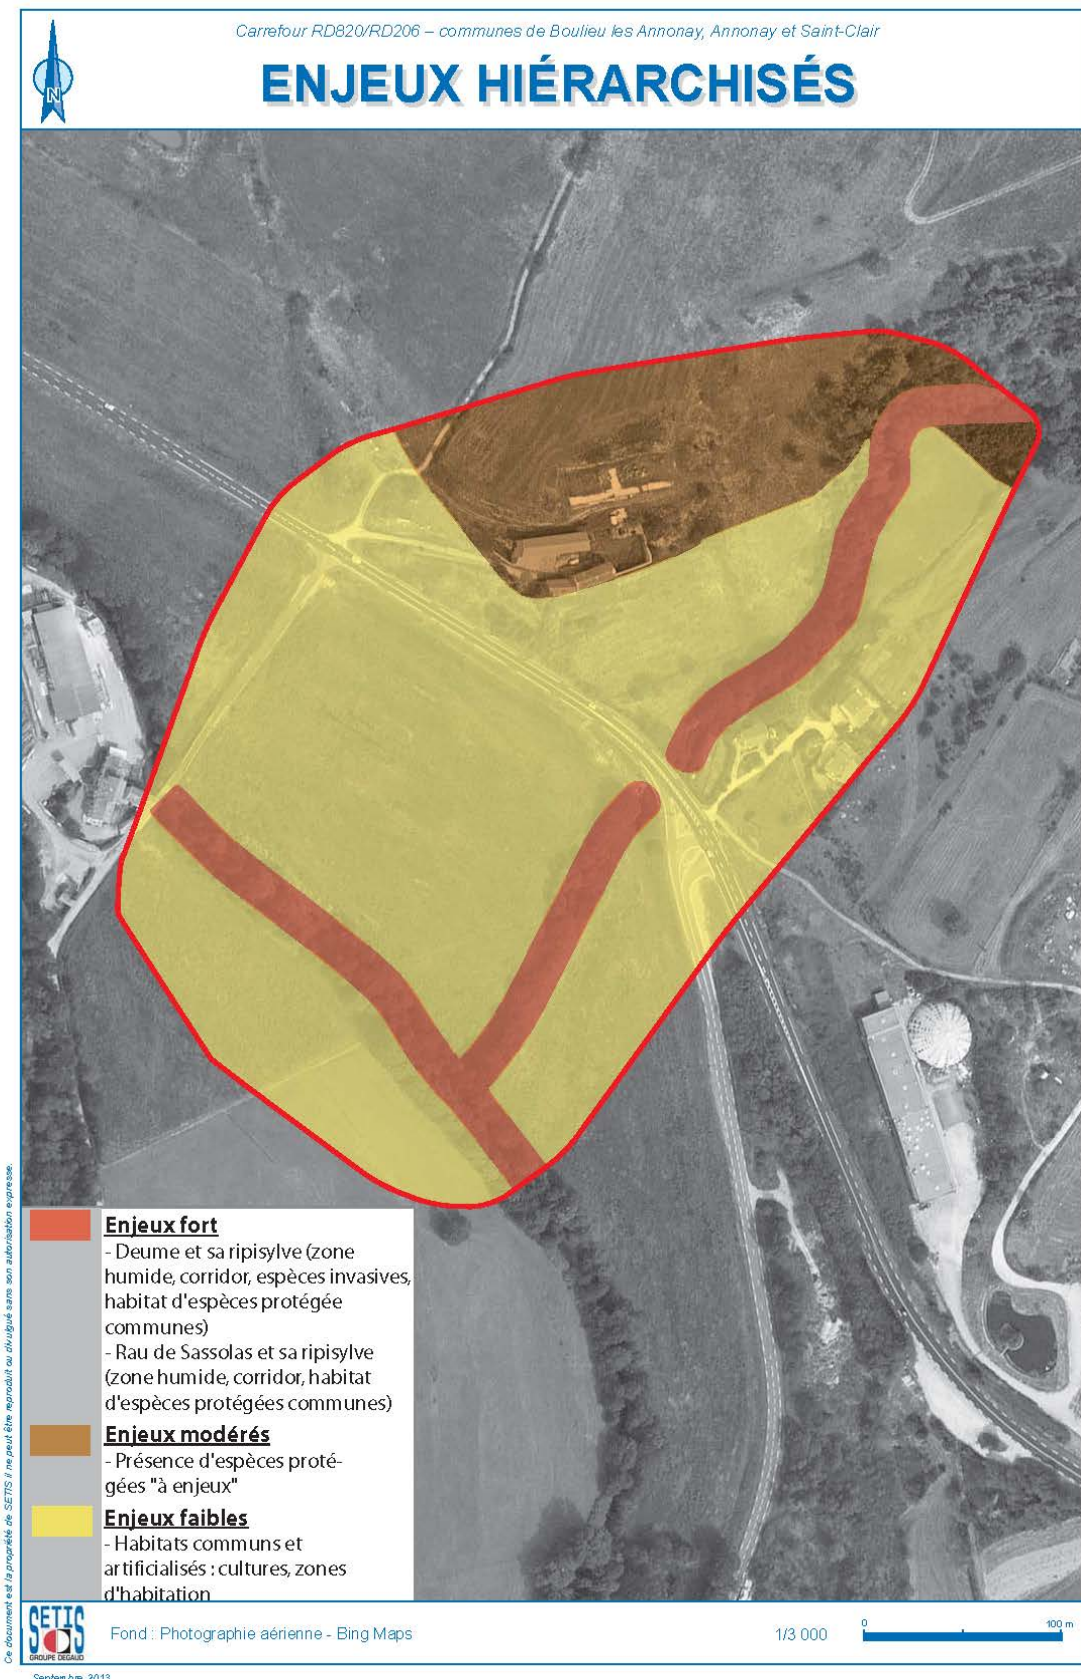 Carrefour RD820/RD206 – communes de Boulieu les Annonay, Annonay et Saint-Clair
ENJEUX HIÉRARCHISÉS
N
Enjeux fort
- Deume et sa ripisylve (zone
humide, corridor, espèces invasives,
habitat d'espèces protégée
communes)
- Rau de Sassolas et sa ripisylve
(zone humide, corridor, habitat
d'espèces protégées communes)
Enjeux modérés
- Présence d'espèces proté-
gées "à enjeux"
Enjeux faibles
- Habitats communs et
artificialisés : cultures, zones
d'habitation
Ce document est la propriété de SETIS il ne peut être reproduit ou divulgué sans son autorisation expresse.
SETIS
GROUPE DEGAUD
Fond : Photographie aérienne - Bing Maps
1/3 000
0
100 m
Septembre 2013